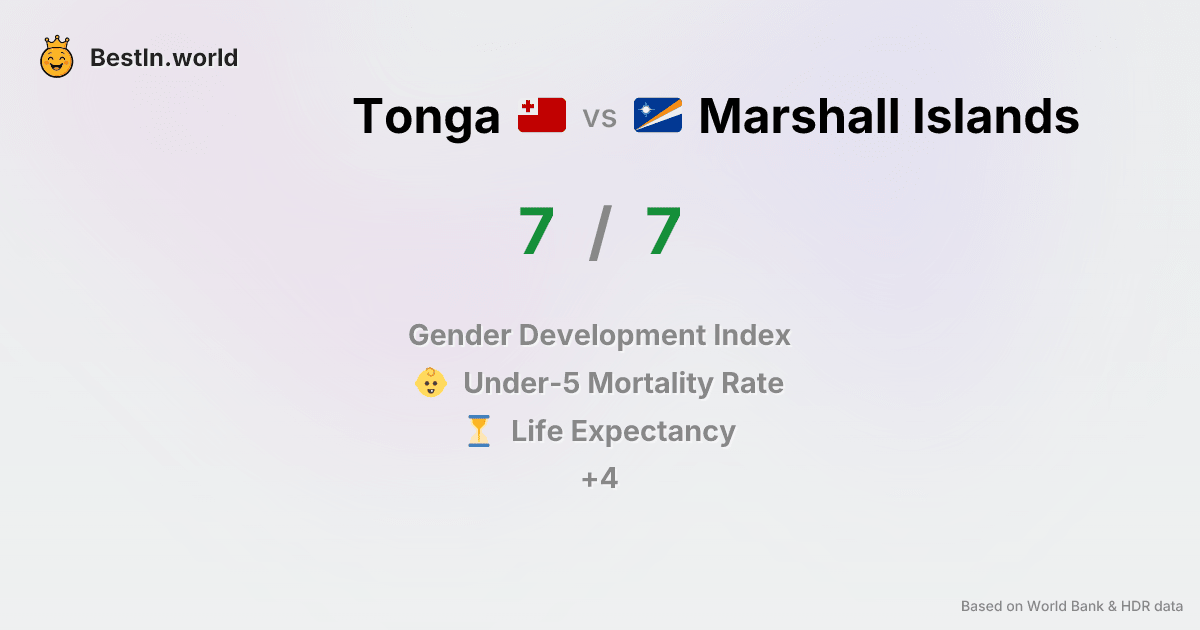 BestIn.world
Tonga vs Marshall Islands
7 / 7
Gender Development Index
Under-5 Mortality Rate
Life Expectancy
+4
Based on World Bank & HDR data